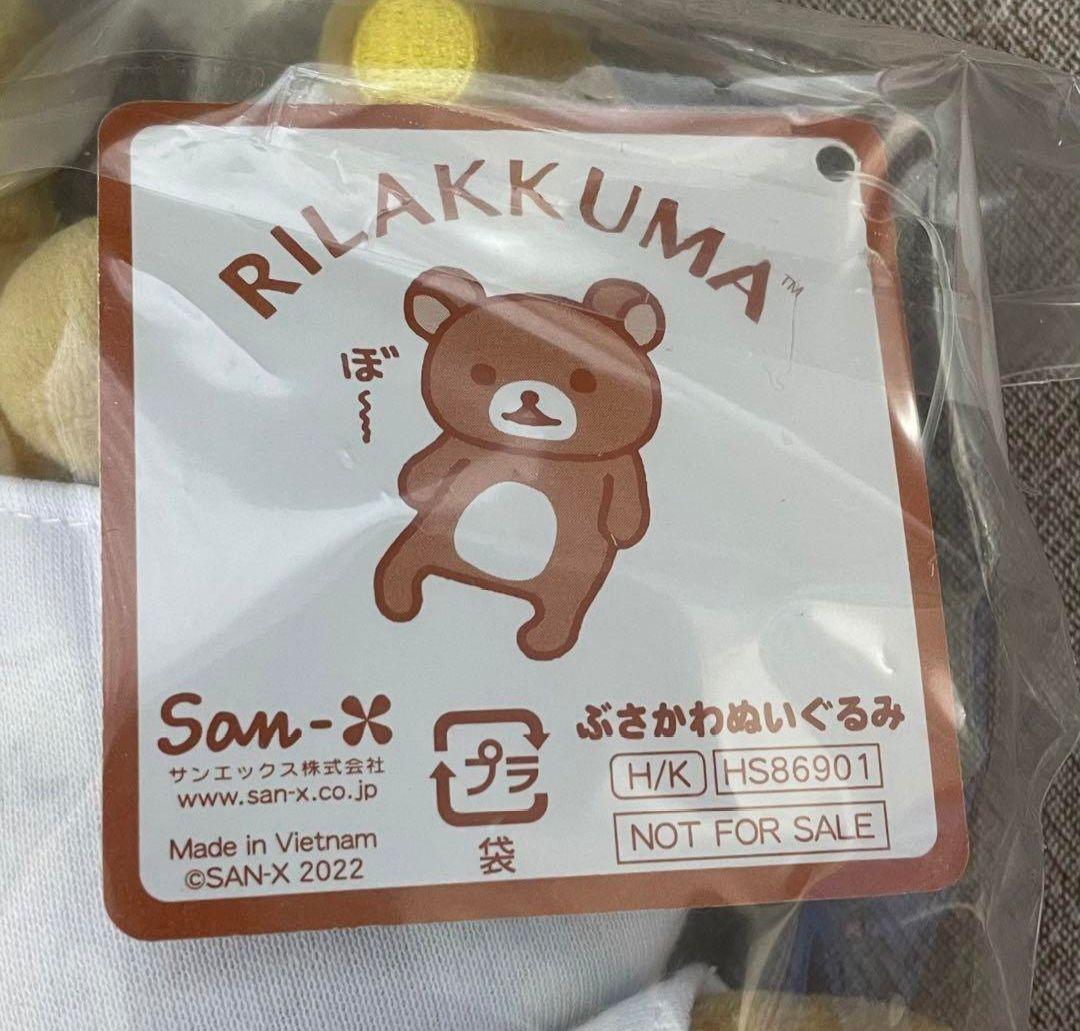 RILAKKUMA™
ぼ〜
San-X
サンエックス株式会社
www.san-x.co.jp
Made in Vietnam
©SAN-X 2022
プラ
袋
ぶさかわぬいぐるみ
H/K HS86901
NOT FOR SALE